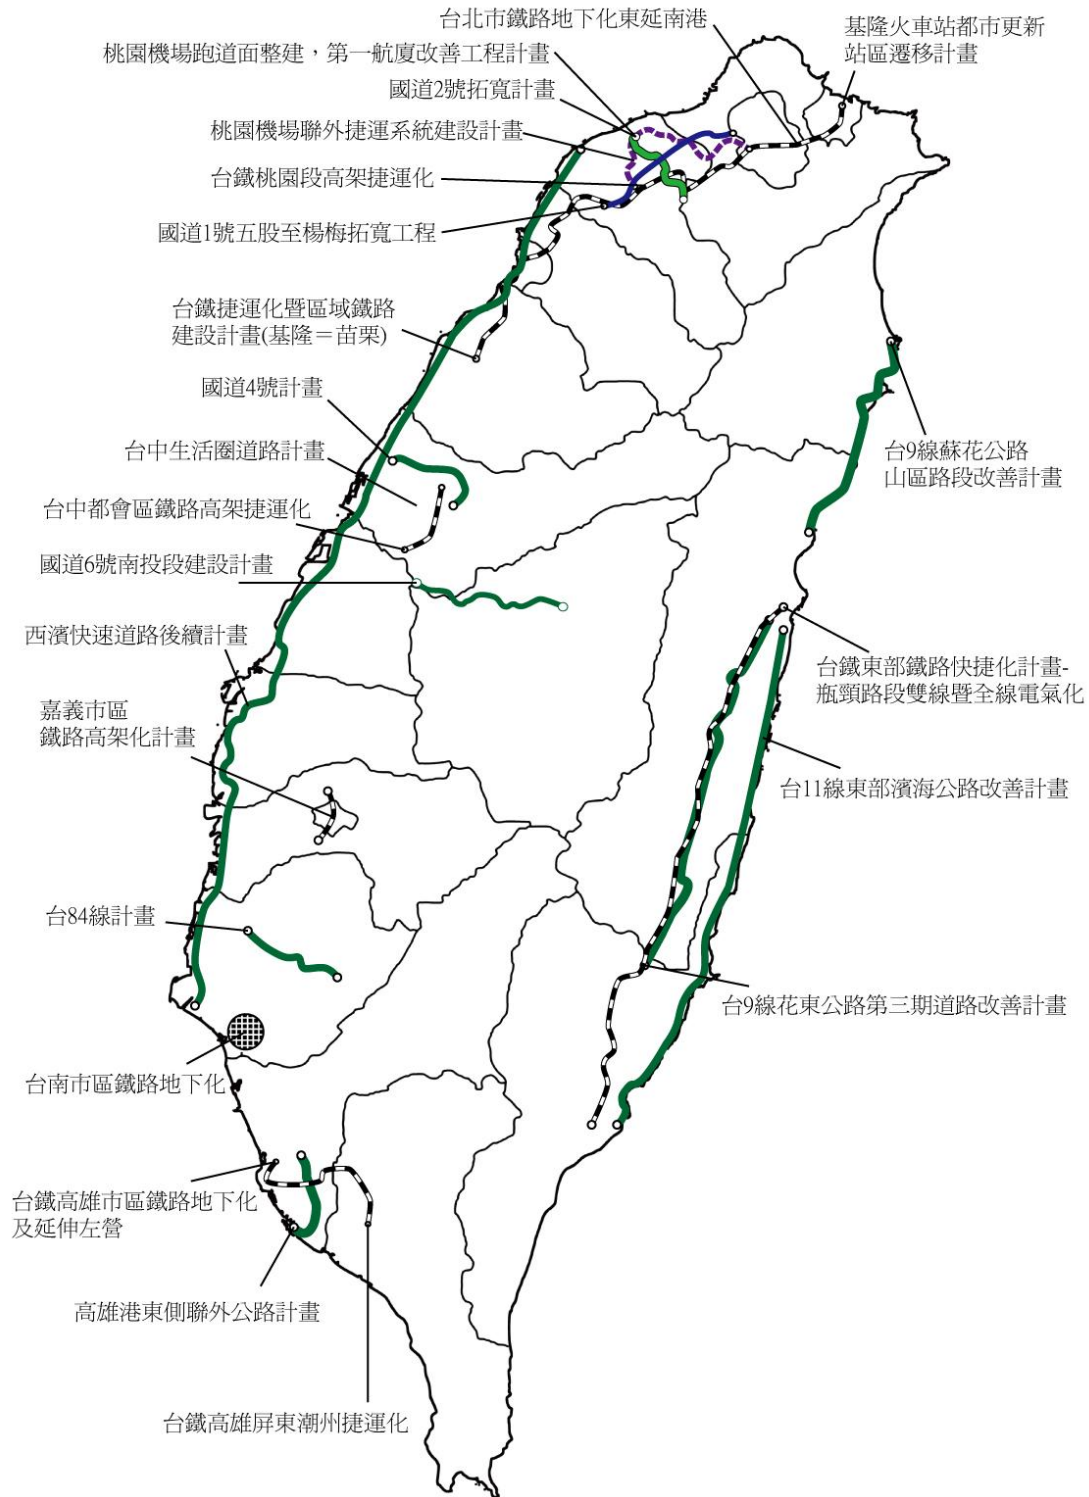 台北市鐵路地下化東延南港
基隆火車站都市更新
站區遷移計畫
桃園機場跑道面整建，第一航廈改善工程計畫
國道2號拓寬計畫
桃園機場聯外捷運系統建設計畫
台鐵桃園段高架捷運化
國道1號五股至楊梅拓寬工程
台鐵捷運化暨區域鐵路
建設計畫(基隆＝苗栗)
國道4號計畫
台中生活圈道路計畫
台9線蘇花公路
山區路段改善計畫
台中都會區鐵路高架捷運化
國道6號南投段建設計畫
西濱快速道路後續計畫
台鐵東部鐵路快捷化計畫-
瓶頸路段雙線暨全線電氣化
嘉義市區
鐵路高架化計畫
台11線東部濱海公路改善計畫
台84線計畫
台9線花東公路第三期道路改善計畫
台南市區鐵路地下化
台鐵高雄市區鐵路地下化
及延伸左營
高雄港東側聯外公路計畫
台鐵高雄屏東潮州捷運化